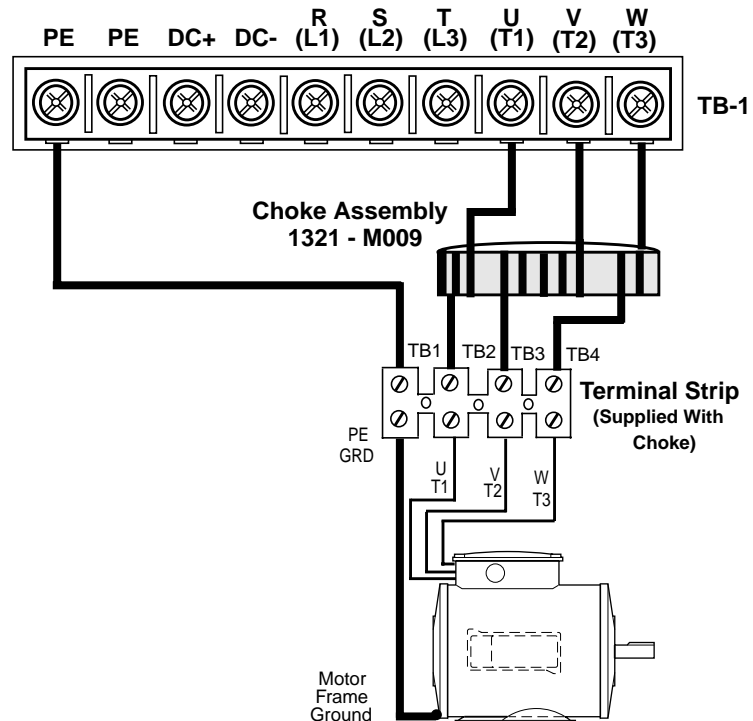 PE PE DC+ DC- R (L1) S (L2) T (L3) U (T1) V (T2) W (T3)
TB-1
Choke Assembly
1321 - M009
TB1 TB2 TB3 TB4
Terminal Strip
(Supplied With
Choke)
PE
GRD
U
T1
V
T2
W
T3
Motor
Frame
Ground